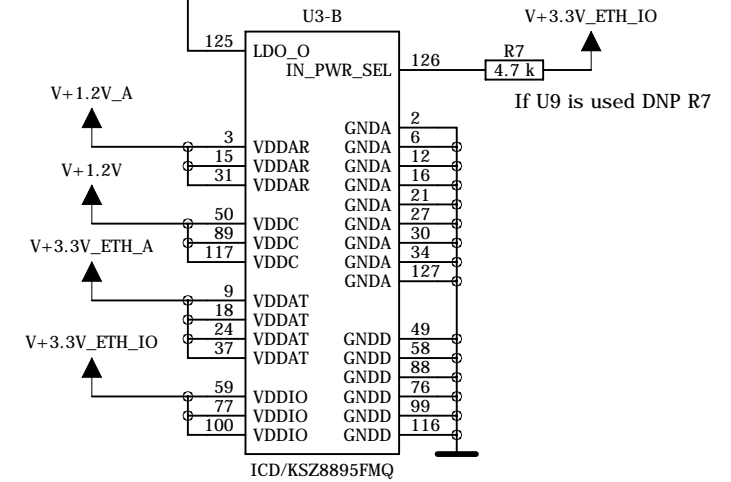 U3-B
V+3.3V_ETH_IO
125
LDO_O
IN_PWR_SEL
126
R7
4.7 k
If U9 is used DNP R7
V+1.2V_A
3 VDDAR
15 VDDAR
31 VDDAR
V+1.2V
50 VDDC
89 VDDC
117 VDDC
V+3.3V_ETH_A
9 VDDAT
18 VDDAT
24 VDDAT
37 VDDAT
V+3.3V_ETH_IO
59 VDDIO
77 VDDIO
100 VDDIO
GNDA 2
GNDA 6
GNDA 12
GNDA 16
GNDA 21
GNDA 27
GNDA 30
GNDA 34
GNDA 127
GNDD 49
GNDD 58
GNDD 88
GNDD 76
GNDD 99
GNDD 116
ICD/KSZ8895FMQ